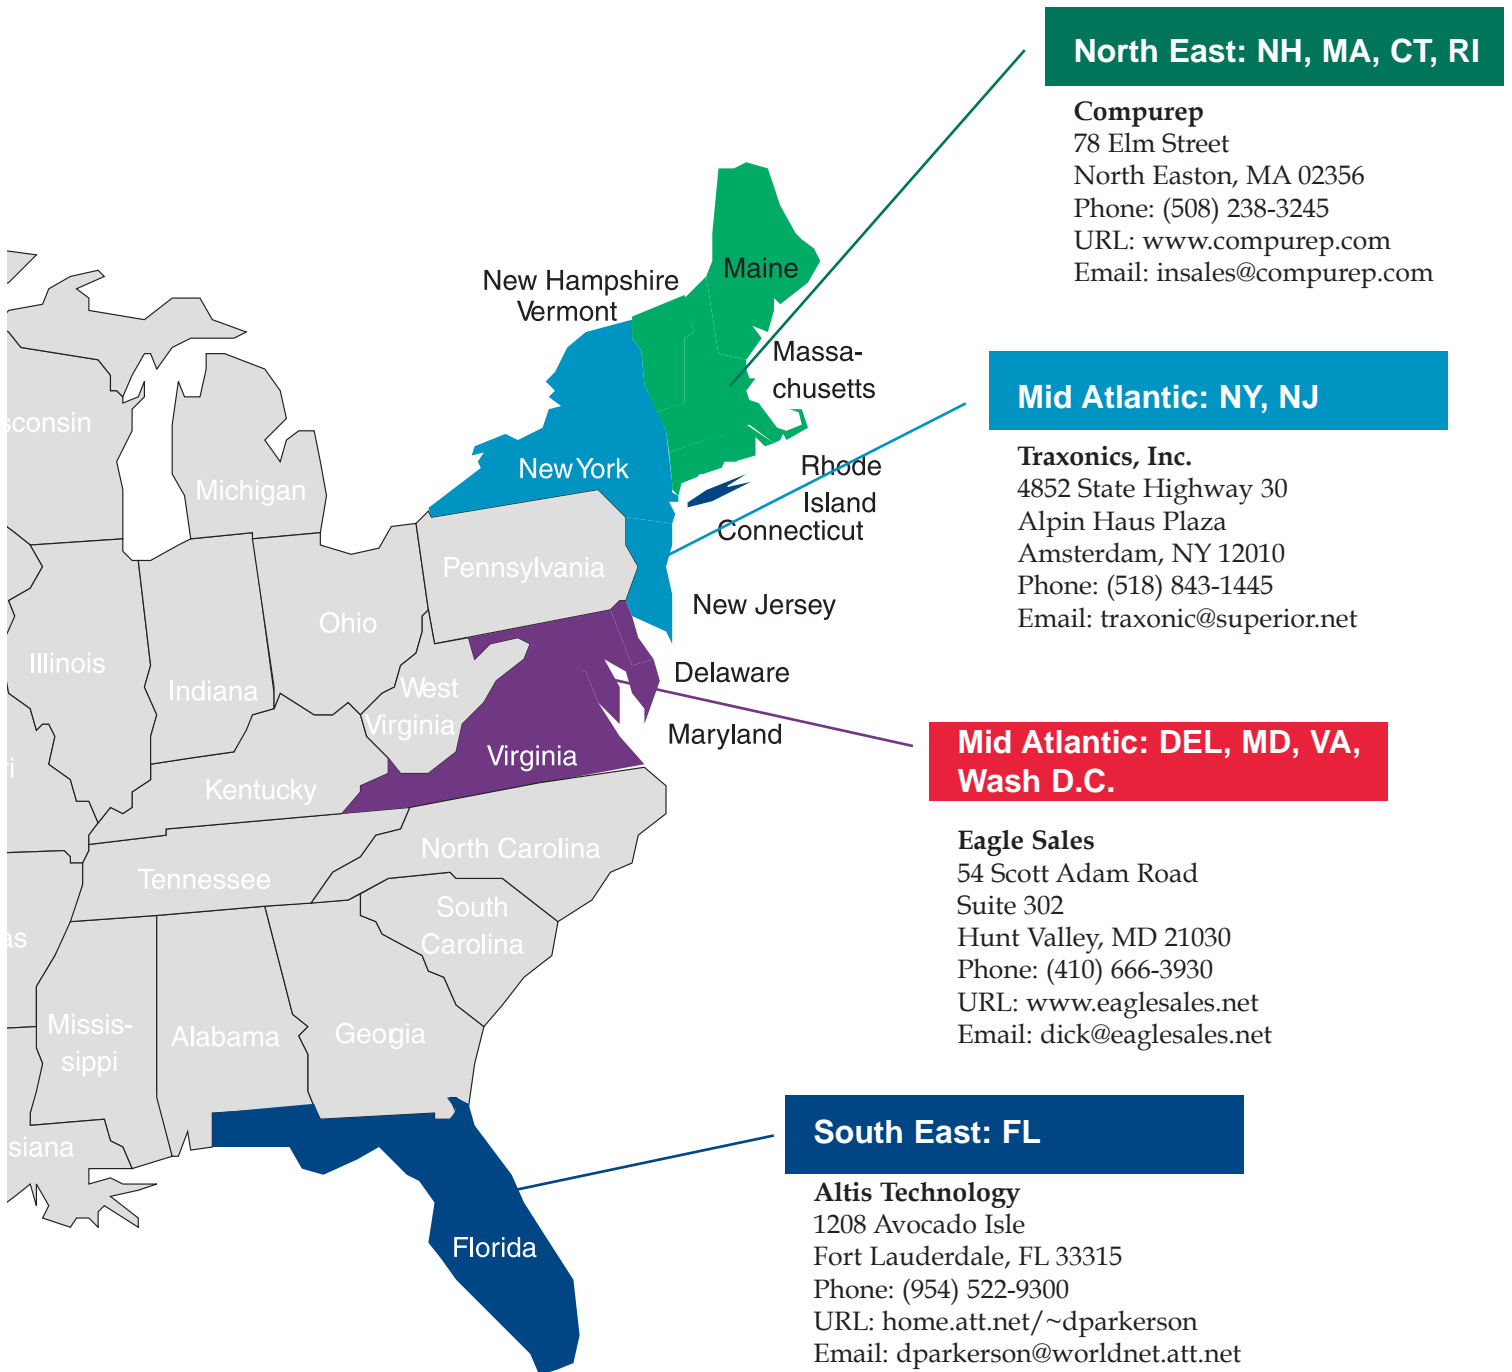 North East: NH, MA, CT, RI
Compurep
78 Elm Street
North Easton, MA 02356
Phone: (508) 238-3245
URL: www.compurep.com
Email: insales@compurep.com
Maine
New Hampshire
Vermont
Massa-
chusetts
Mid Atlantic: NY, NJ
Traxonics, Inc.
4852 State Highway 30
Alpin Haus Plaza
Amsterdam, NY 12010
Phone: (518) 843-1445
Email: traxonic@superior.net
sconsin
Michigan
New York
Rhode
Island
Connecticut
Pennsylvania
New Jersey
Ohio
Illinois
Indiana
West
Virginia
Delaware
Maryland
Virginia
Mid Atlantic: DEL, MD, VA,
Wash D.C.
Eagle Sales
54 Scott Adam Road
Suite 302
Hunt Valley, MD 21030
Phone: (410) 666-3930
URL: www.eaglesales.net
Email: dick@eaglesales.net
ri
Kentucky
North Carolina
Tennessee
South
Carolina
as
Missis-
sippi
Alabama
Georgia
siana
Florida
South East: FL
Altis Technology
1208 Avocado Isle
Fort Lauderdale, FL 33315
Phone: (954) 522-9300
URL: home.att.net/~dparkerson
Email: dparkerson@worldnet.att.net